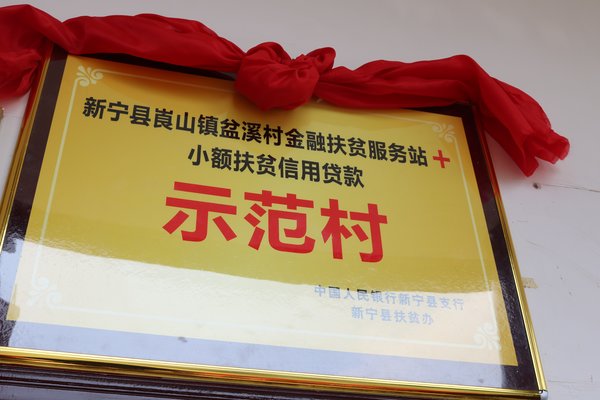 新宁县崀山镇盆溪村金融扶贫服务站+
小额扶贫信用贷款
示范村
中国人民银行新宁县支行
新宁县扶贫办